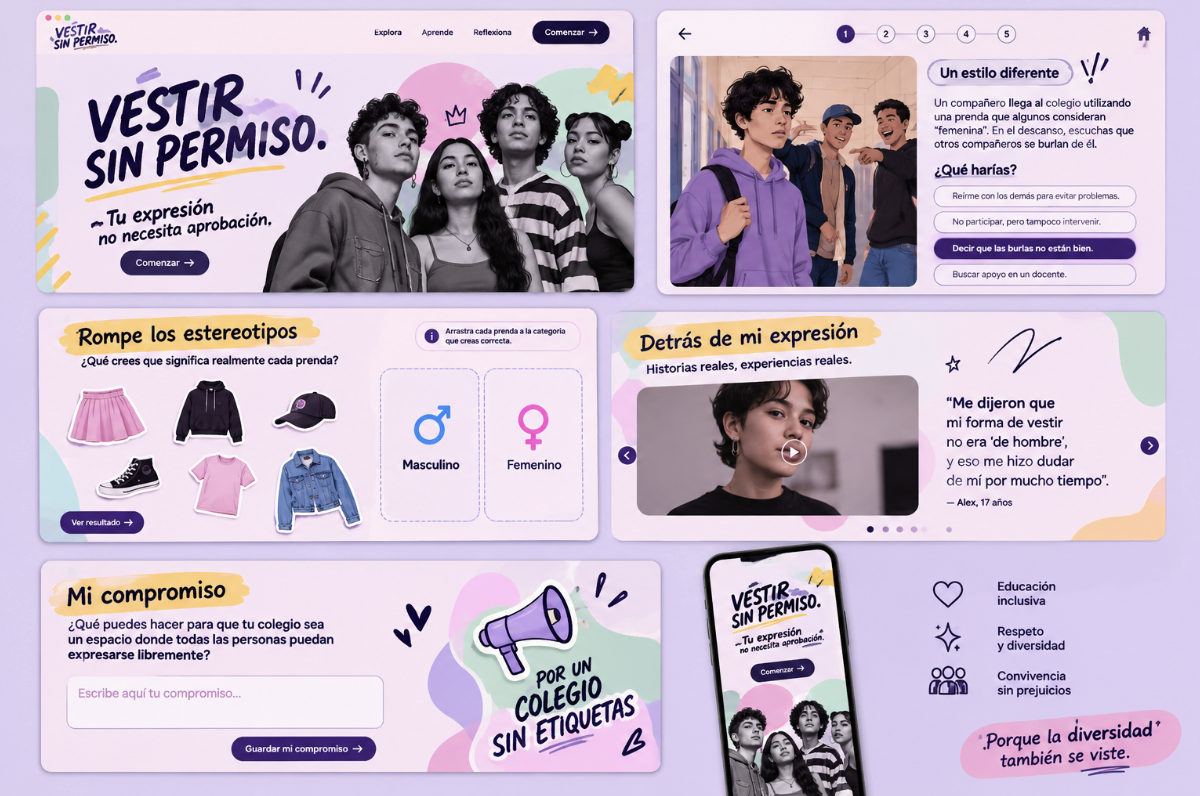 VESTIR
SIN PERMISO.
Explora
Aprende
Reflexiona
Comenzar →
VESTIR
SIN PERMISO.
Tu expresión
no necesita aprobación.
Comenzar →
1
2
3
4
5
Un estilo diferente
Un compañero llega al colegio utilizando
una prenda que algunos consideran
“femenina”. En el descanso, escuchas que
otros compañeros se burlan de él.
¿Qué harías?
Reírme con los demás para evitar problemas.
No participar, pero tampoco intervenir.
Decir que las burlas no están bien.
Buscar apoyo en un docente.
Rompe los estereotipos
¿Qué crees que significa realmente cada prenda?
i
Arrastra cada prenda a la categoría
que creas correcta.
Masculino
Femenino
Ver resultado →
Detrás de mi expresión
Historias reales, experiencias reales.
“Me dijeron que
mi forma de vestir
no era ‘de hombre’,
y eso me hizo dudar
de mí por mucho tiempo”.
— Alex, 17 años
Mi compromiso
¿Qué puedes hacer para que tu colegio sea
un espacio donde todas las personas puedan
expresarse libremente?
Escribe aquí tu compromiso...
Guardar mi compromiso →
POR UN
COLEGIO
SIN ETIQUETAS
VESTIR
SIN PERMISO.
Tu expresión
no necesita aprobación.
Comenzar →
Educación
inclusiva
Respeto
y diversidad
Convivencia
sin prejuicios
Porque la diversidad
también se viste.